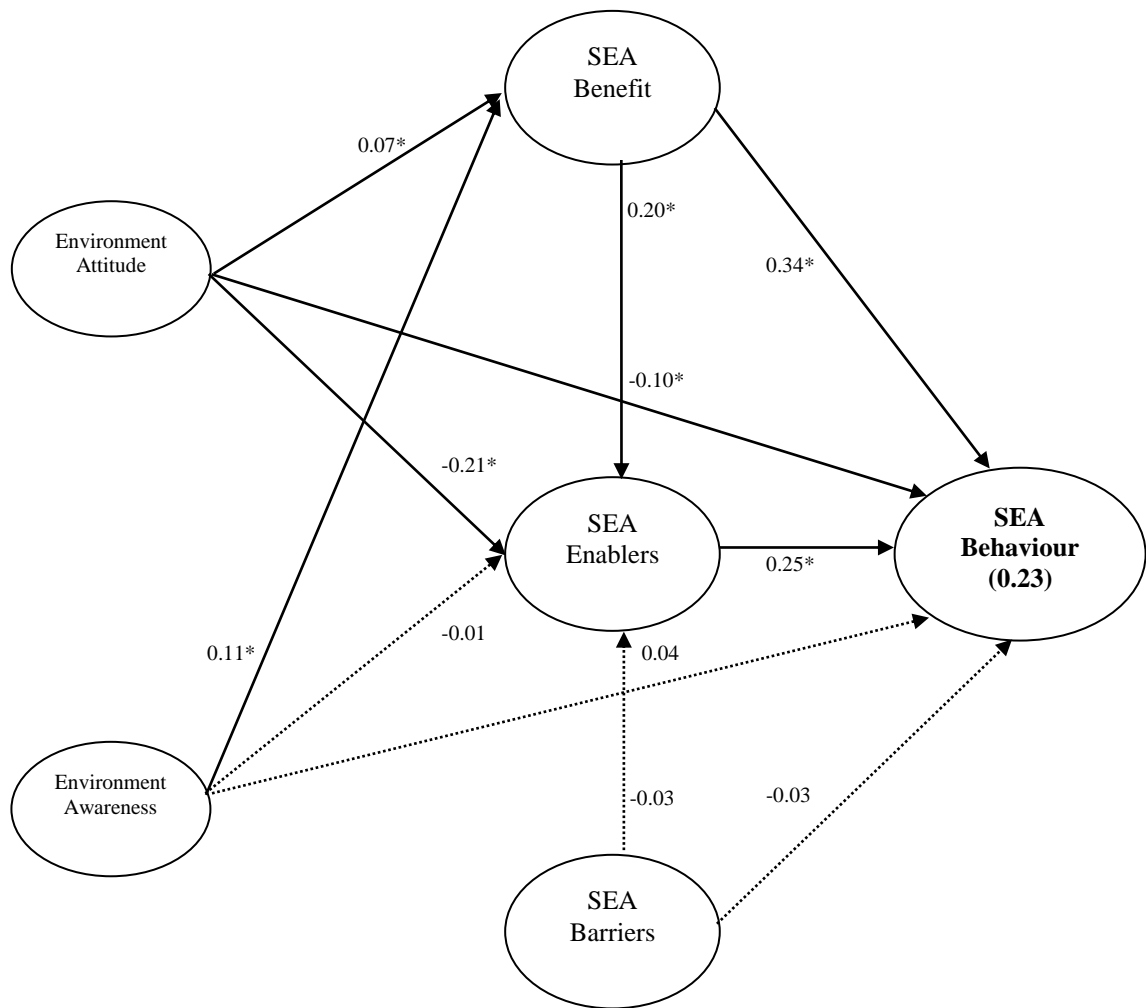 SEA
Benefit
0.07*
0.20*
Environment
Attitude
0.34*
-0.10*
-0.21*
SEA
Enablers
0.25*
SEA
Behaviour
(0.23)
-0.01
0.11*
0.04
Environment
Awareness
-0.03
-0.03
SEA
Barriers